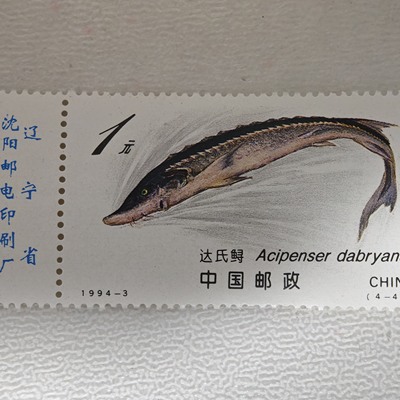 辽宁省
沈阳邮电印刷厂
1元
达氏鲟 Acipenser dabryan
中国邮政 CHIN
1994-3 (4-4